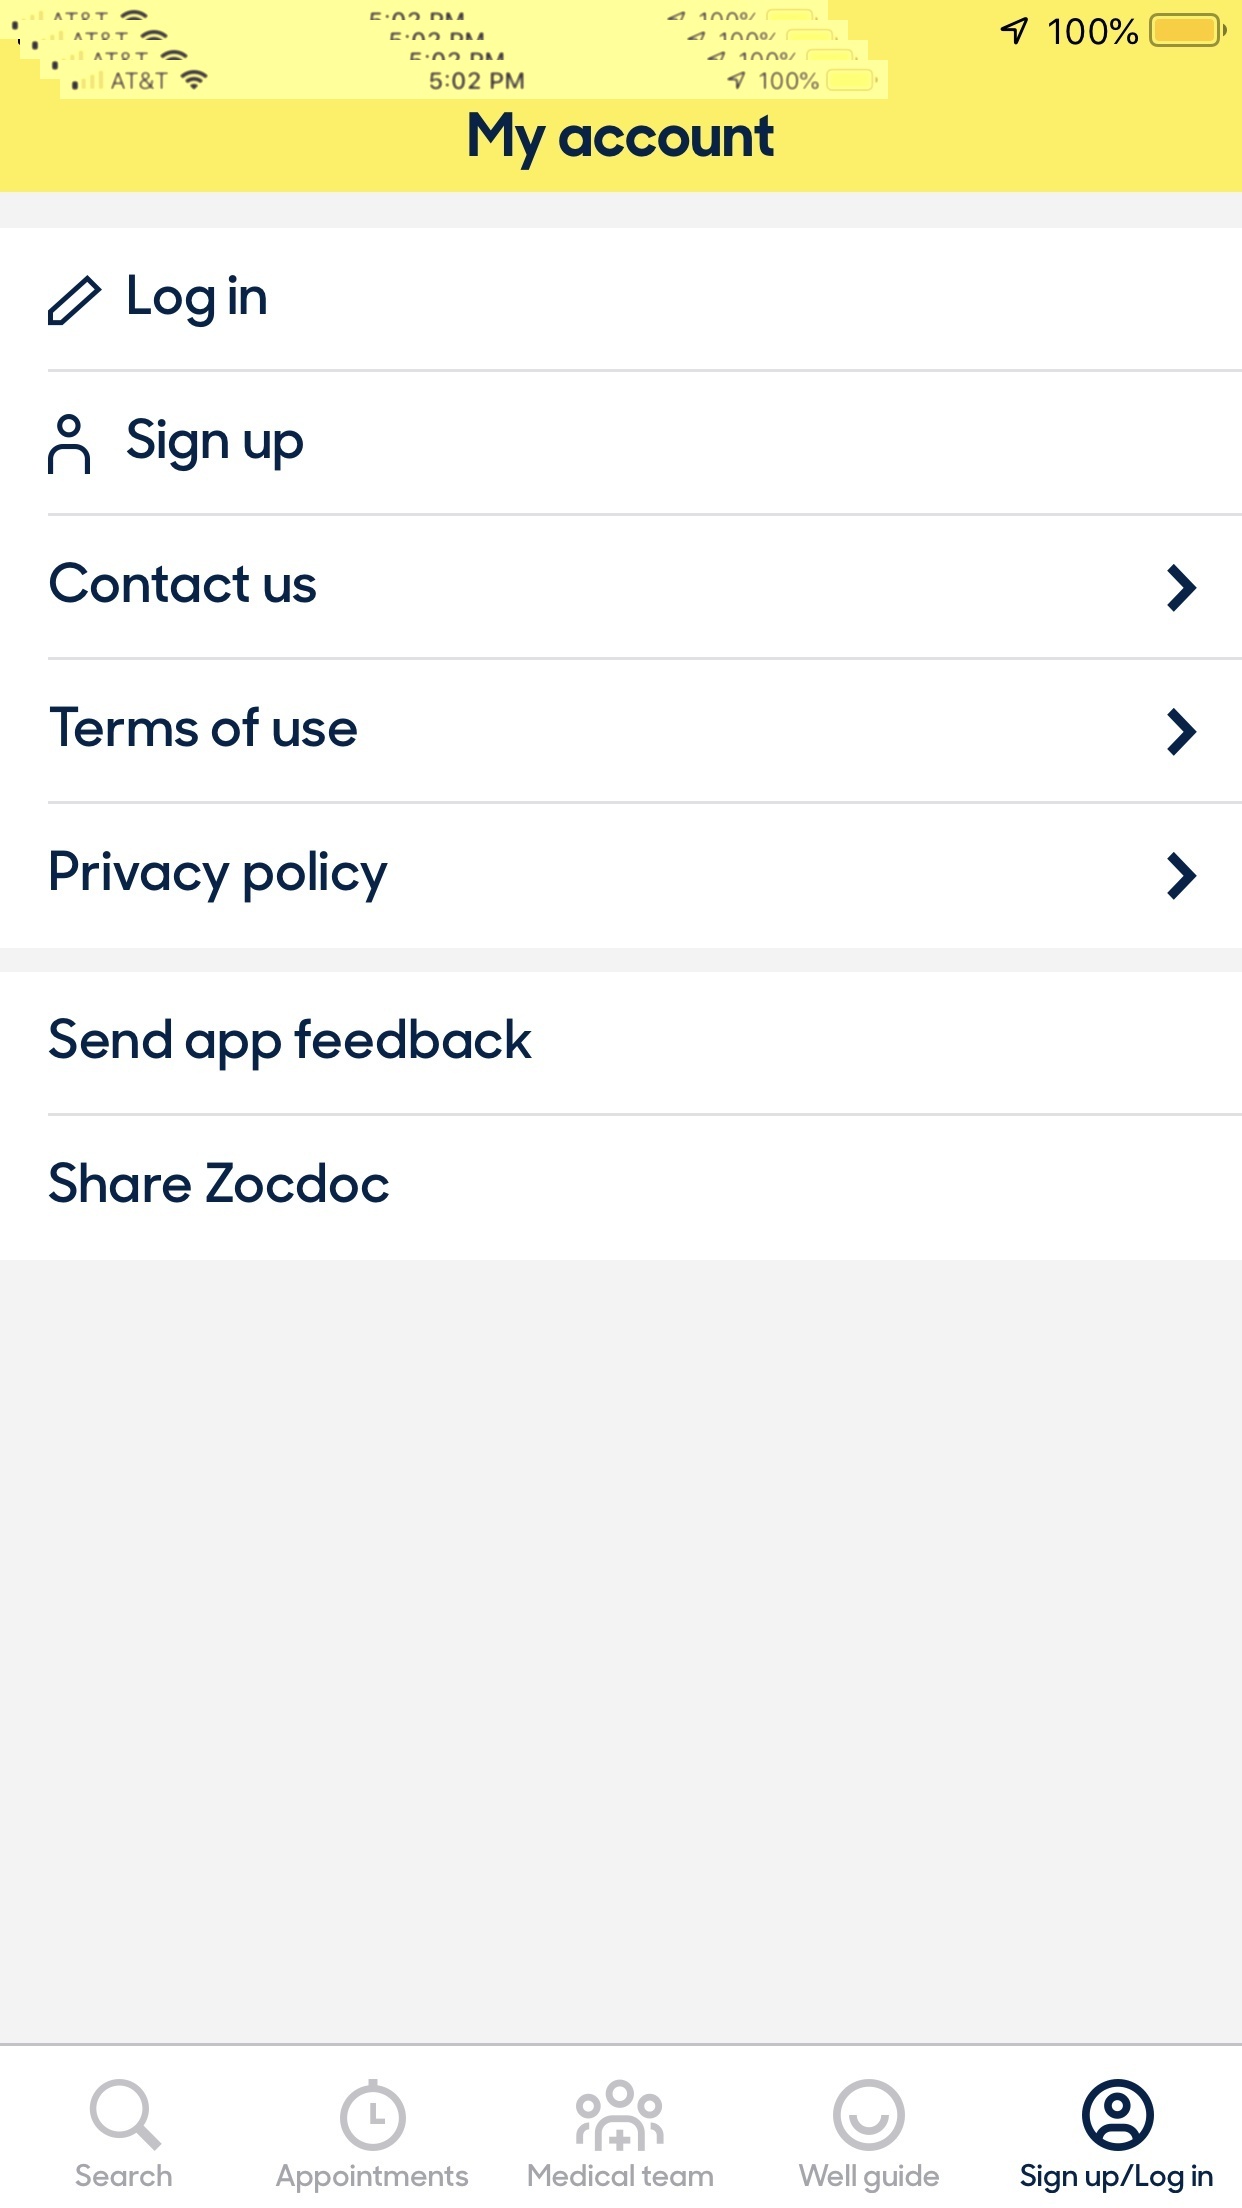 AT&T 5:02 PM 100%
100%
AT&T 5:02 PM 100%
AT&T 5:02 PM 100%
AT&T 5:02 PM 100%
My account
Log in
Sign up
Contact us
Terms of use
Privacy policy
Send app feedback
Share Zocdoc
Search
Appointments
Medical team
Well guide
Sign up/Log in